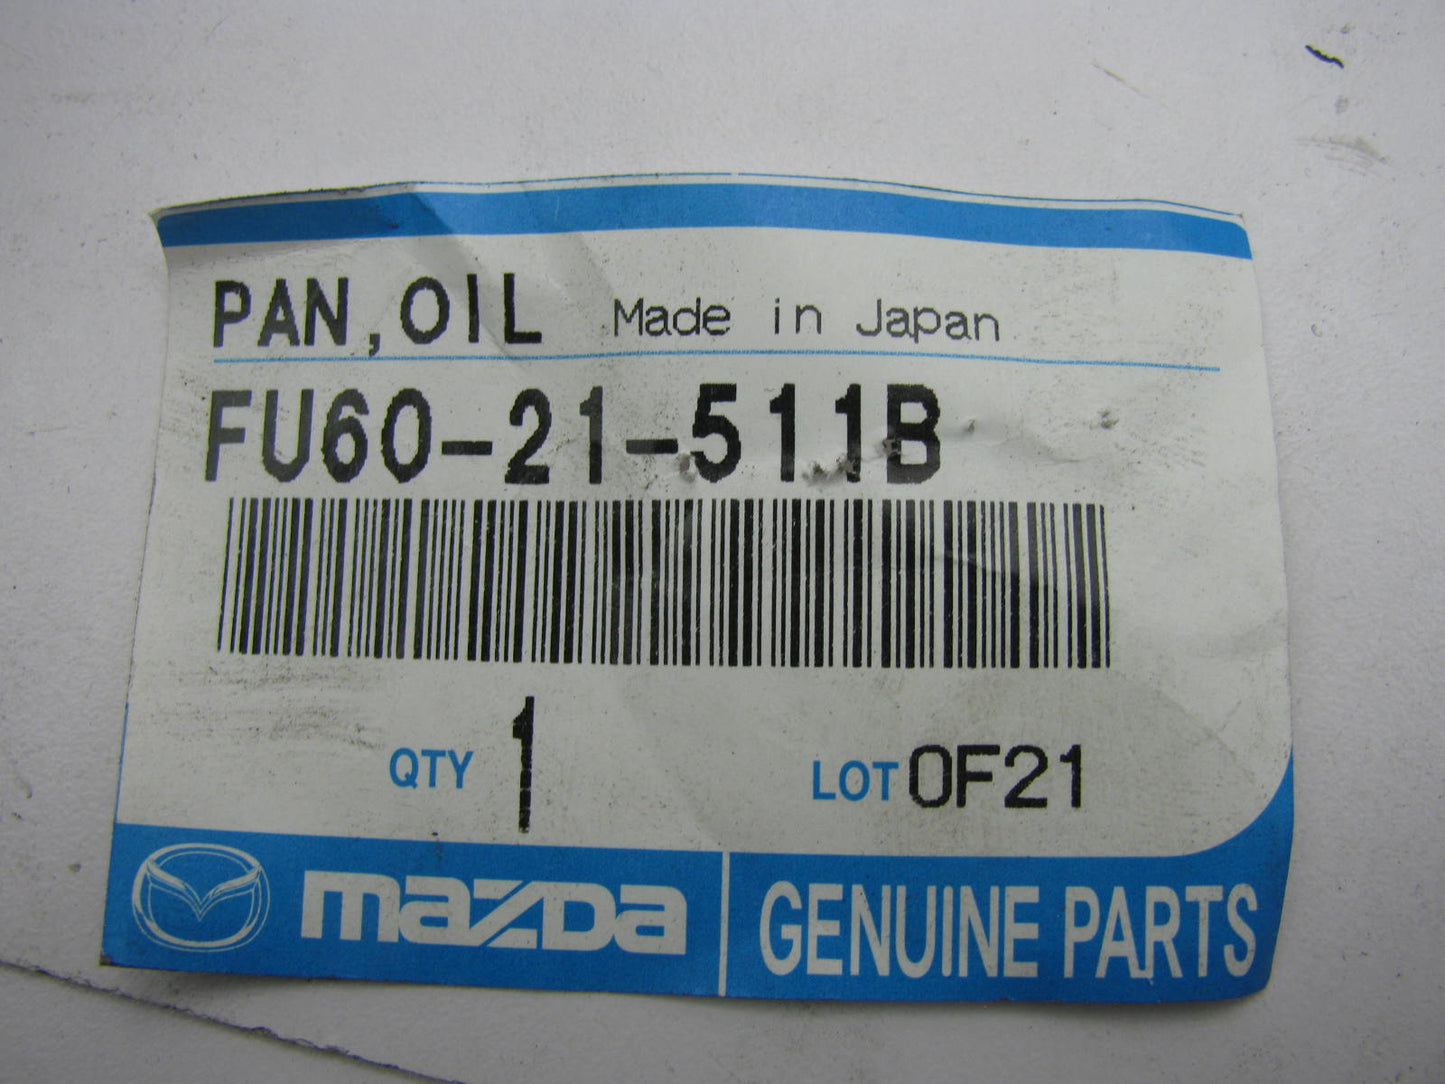 PAN,OIL Made in Japan
FU60-21-511B
QTY 1 LOT 0F21
mazda GENUINE PARTS